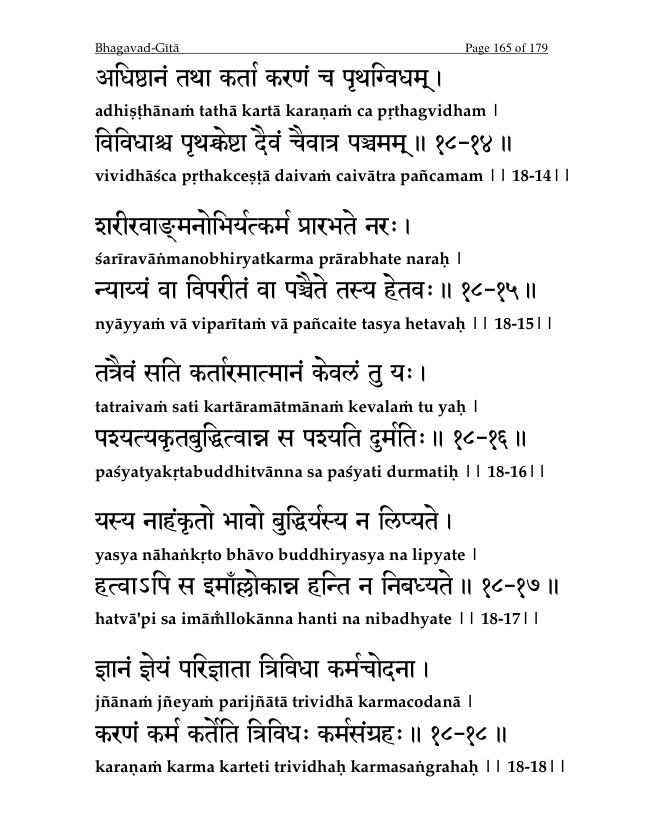 Bhagavad-Gītā Page 165 of 179
अधिष्ठानं तथा कर्ता करणं च पृथग्विधम् ।
adhiṣṭhānaṁ tathā kartā karaṇaṁ ca pṛthagvidham |
विविधाश्च पृथक्चेष्टा दैवं चैवात्र पञ्चमम् ॥ १८-१४ ॥
vividhāśca pṛthakceṣṭā daivaṁ caivātra pañcamam || 18-14||
शरीरवाङ्मनोभिर्यत्कर्म प्रारभते नरः ।
śarīravāṅmanobhiryatkarma prārabhate naraḥ |
न्याय्यं वा विपरीतं वा पञ्चैते तस्य हेतवः ॥ १८-१५ ॥
nyāyyaṁ vā viparītaṁ vā pañcaite tasya hetavaḥ || 18-15||
तत्रैवं सति कर्तारमात्मानं केवलं तु यः ।
tatraivaṁ sati kartāramātmānaṁ kevalaṁ tu yaḥ |
पश्यत्यकृतबुद्धित्वान्न स पश्यति दुर्मतिः ॥ १८-१६ ॥
paśyatyakṛtabuddhitvānna sa paśyati durmatiḥ || 18-16||
यस्य नाहंकृतो भावो बुद्धिर्यस्य न लिप्यते ।
yasya nāhaṅkṛto bhāvo buddhiryasya na lipyate |
हत्वाऽपि स इमाँल्लोकान्न हन्ति न निबध्यते ॥ १८-१७ ॥
hatvā'pi sa imām̐llokānna hanti na nibadhyate || 18-17||
ज्ञानं ज्ञेयं परिज्ञाता त्रिविधा कर्मचोदना ।
jñānaṁ jñeyaṁ parijñātā trividhā karmacodanā |
करणं कर्म कर्तेति त्रिविधः कर्मसंग्रहः ॥ १८-१८ ॥
karaṇaṁ karma karteti trividhaḥ karmasaṅgrahaḥ || 18-18||